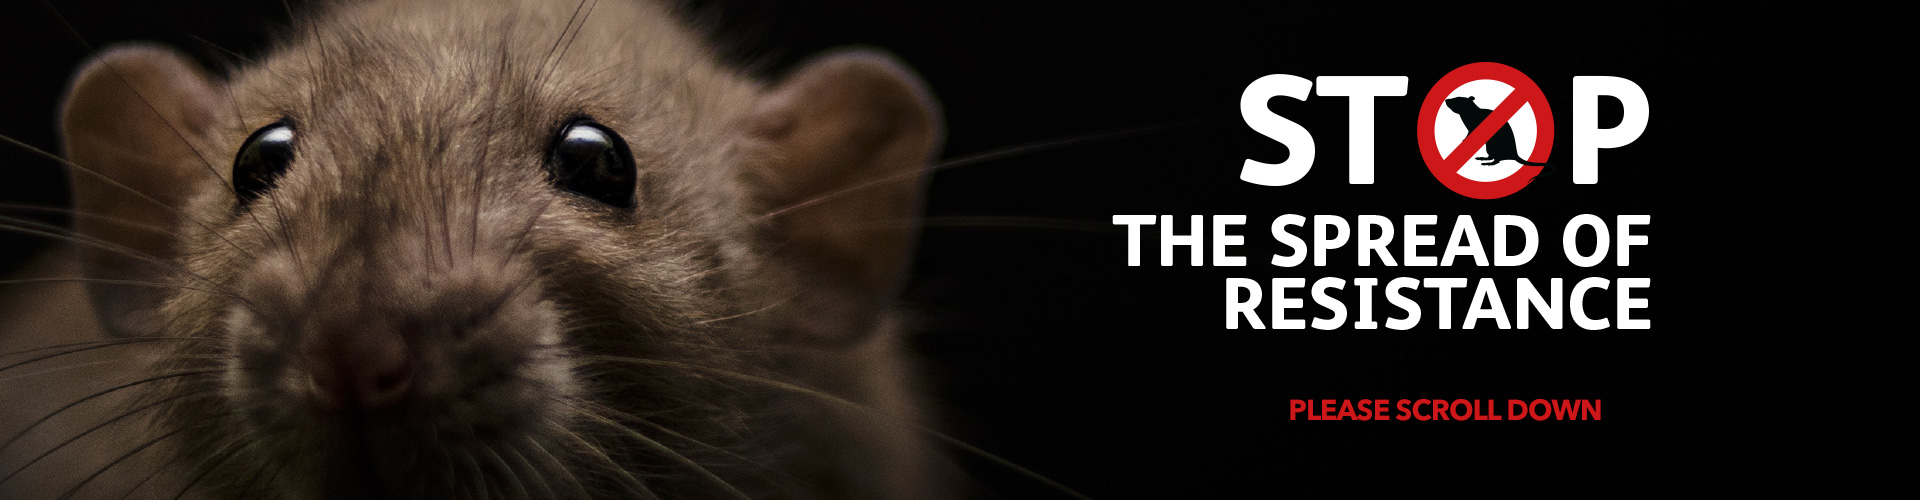 STOP
THE SPREAD OF
RESISTANCE
PLEASE SCROLL DOWN